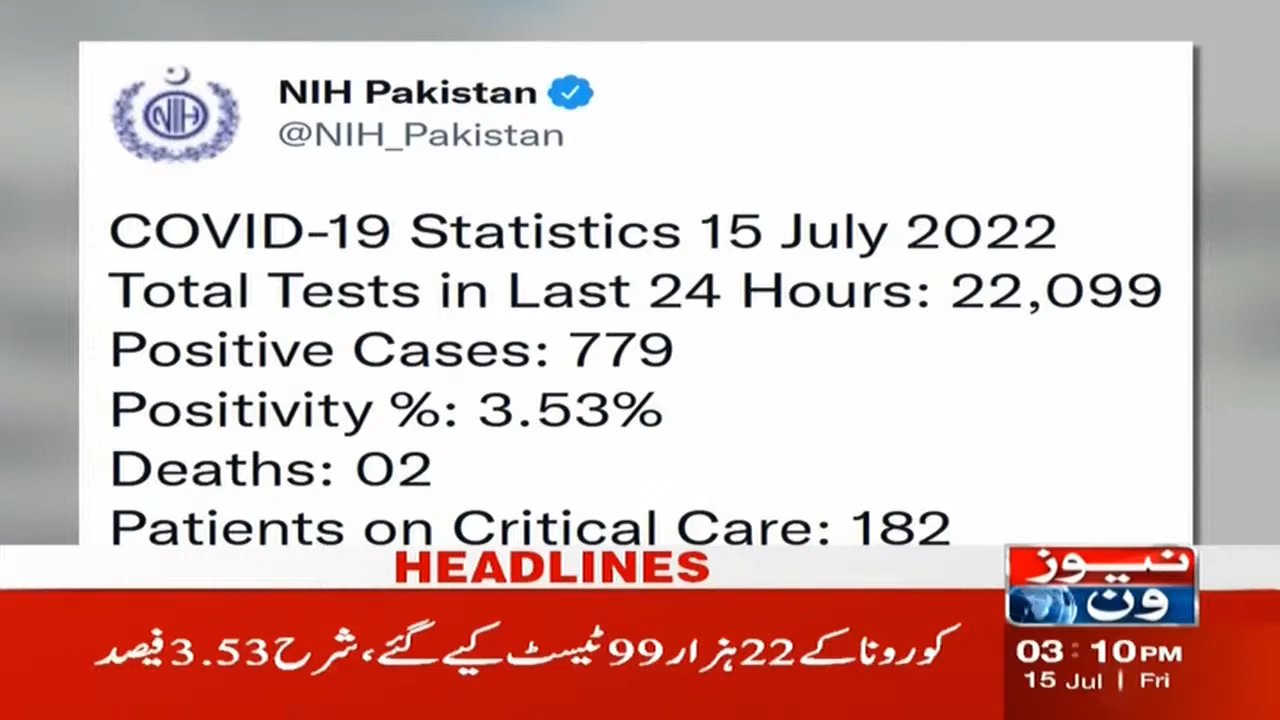 NIH
NIH Pakistan
@NIH_Pakistan
COVID-19 Statistics 15 July 2022
Total Tests in Last 24 Hours: 22,099
Positive Cases: 779
Positivity %: 3.53%
Deaths: 02
Patients on Critical Care: 182
HEADLINES
نیوز
ون
کورونا کے 22 ہزار 99 ٹیسٹ کیے گئے، شرح 3.53 فیصد
03:10 PM
15 Jul | Fri